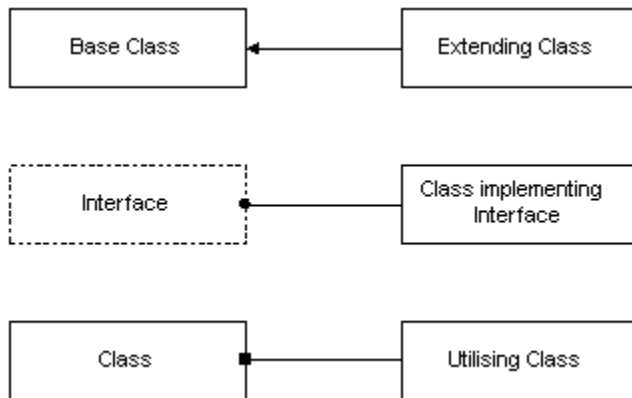 Base Class
Extending Class
Interface
Class implementing
Interface
Class
Utilising Class